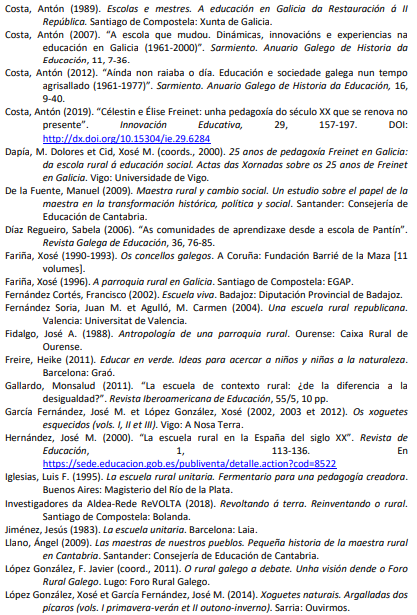 Costa, Antón (1989). Escolas e mestres. A educación en Galicia da Restauración á II
República. Santiago de Compostela: Xunta de Galicia.
Costa, Antón (2007). "A escola que mudou. Dinámicas, innovacións e experiencias na
educación en Galicia (1961-2000)". Sarmiento. Anuario Galego de Historia da
Educación, 11, 7-36.
Costa, Antón (2012). "Aínda non raiaba o día. Educación e sociedade galega nun tempo
agrisallado (1961-1977)". Sarmiento. Anuario Galego de Historia da Educación, 16,
9-40.
Costa, Antón (2019). "Célestin e Élise Freinet: unha pedagoxía do século XX que se renova no
presente". Innovación Educativa, 29, 157-197. DOI:
http://dx.doi.org/10.15304/ie.29.6284
Dapía, M. Dolores et Cid, Xosé M. (coords., 2000). 25 anos de pedagoxía Freinet en Galicia:
da escola rural á educación social. Actas das Xornadas sobre os 25 anos de Freinet
en Galicia. Vigo: Universidade de Vigo.
De la Fuente, Manuel (2009). Maestra rural y cambio social. Un estudio sobre el papel de la
maestra en la transformación histórica, política y social. Santander: Consejería de
Educación de Cantabria.
Díaz Regueiro, Sabela (2006). "As comunidades de aprendizaxe desde a escola de Pantín".
Revista Galega de Educación, 36, 76-85.
Fariña, Xosé (1990-1993). Os concellos galegos. A Coruña: Fundación Barrié de la Maza [11
volumes].
Fariña, Xosé (1996). A parroquia rural en Galicia. Santiago de Compostela: EGAP.
Fernández Cortés, Francisco (2002). Escuela viva. Badajoz: Diputación Provincial de Badajoz.
Fernández Soria, Juan M. et Agulló, M. Carmen (2004). Una escuela rural republicana.
Valencia: Universitat de Valencia.
Fidalgo, José A. (1988). Antropología de una parroquia rural. Ourense: Caixa Rural de
Ourense.
Freire, Heike (2011). Educar en verde. Ideas para acercar a niños y niñas a la naturaleza.
Barcelona: Graó.
Gallardo, Monsalud (2011). "La escuela de contexto rural: ¿de la diferencia a la
desigualdad?". Revista Iberoamericana de Educación, 55/5, 10 pp.
García Fernández, José M. et López González, Xosé (2002, 2003 et 2012). Os xoguetes
esquecidos (vols. I, II et III). Vigo: A Nosa Terra.
Hernández, José M. (2000). "La escuela rural en la España del siglo XX". Revista de
Educación, 1, 113-136. En
https://sede.educacion.gob.es/publiventa/detalle.action?cod=8522
Iglesias, Luis F. (1995). La escuela rural unitaria. Fermentario para una pedagogía creadora.
Buenos Aires: Magisterio del Río de la Plata.
Investigadores da Aldea-Rede ReVOLTA (2018). Revoltando á terra. Reinventando o rural.
Santiago de Compostela: Bolanda.
Jiménez, Jesús (1983). La escuela unitaria. Barcelona: Laia.
Llano, Ángel (2009). Las maestras de nuestros pueblos. Pequeña historia de la maestra rural
en Cantabria. Santander: Consejería de Educación de Cantabria.
López González, F. Javier (coord., 2011). O rural galego a debate. Unha visión dende o Foro
Rural Galego. Lugo: Foro Rural Galego.
López González, Xosé et García Fernández, José M. (2014). Xoguetes naturais. Argalladas dos
pícaros (vols. I primavera-verán et II outono-inverno). Sarria: Ouvirmos.